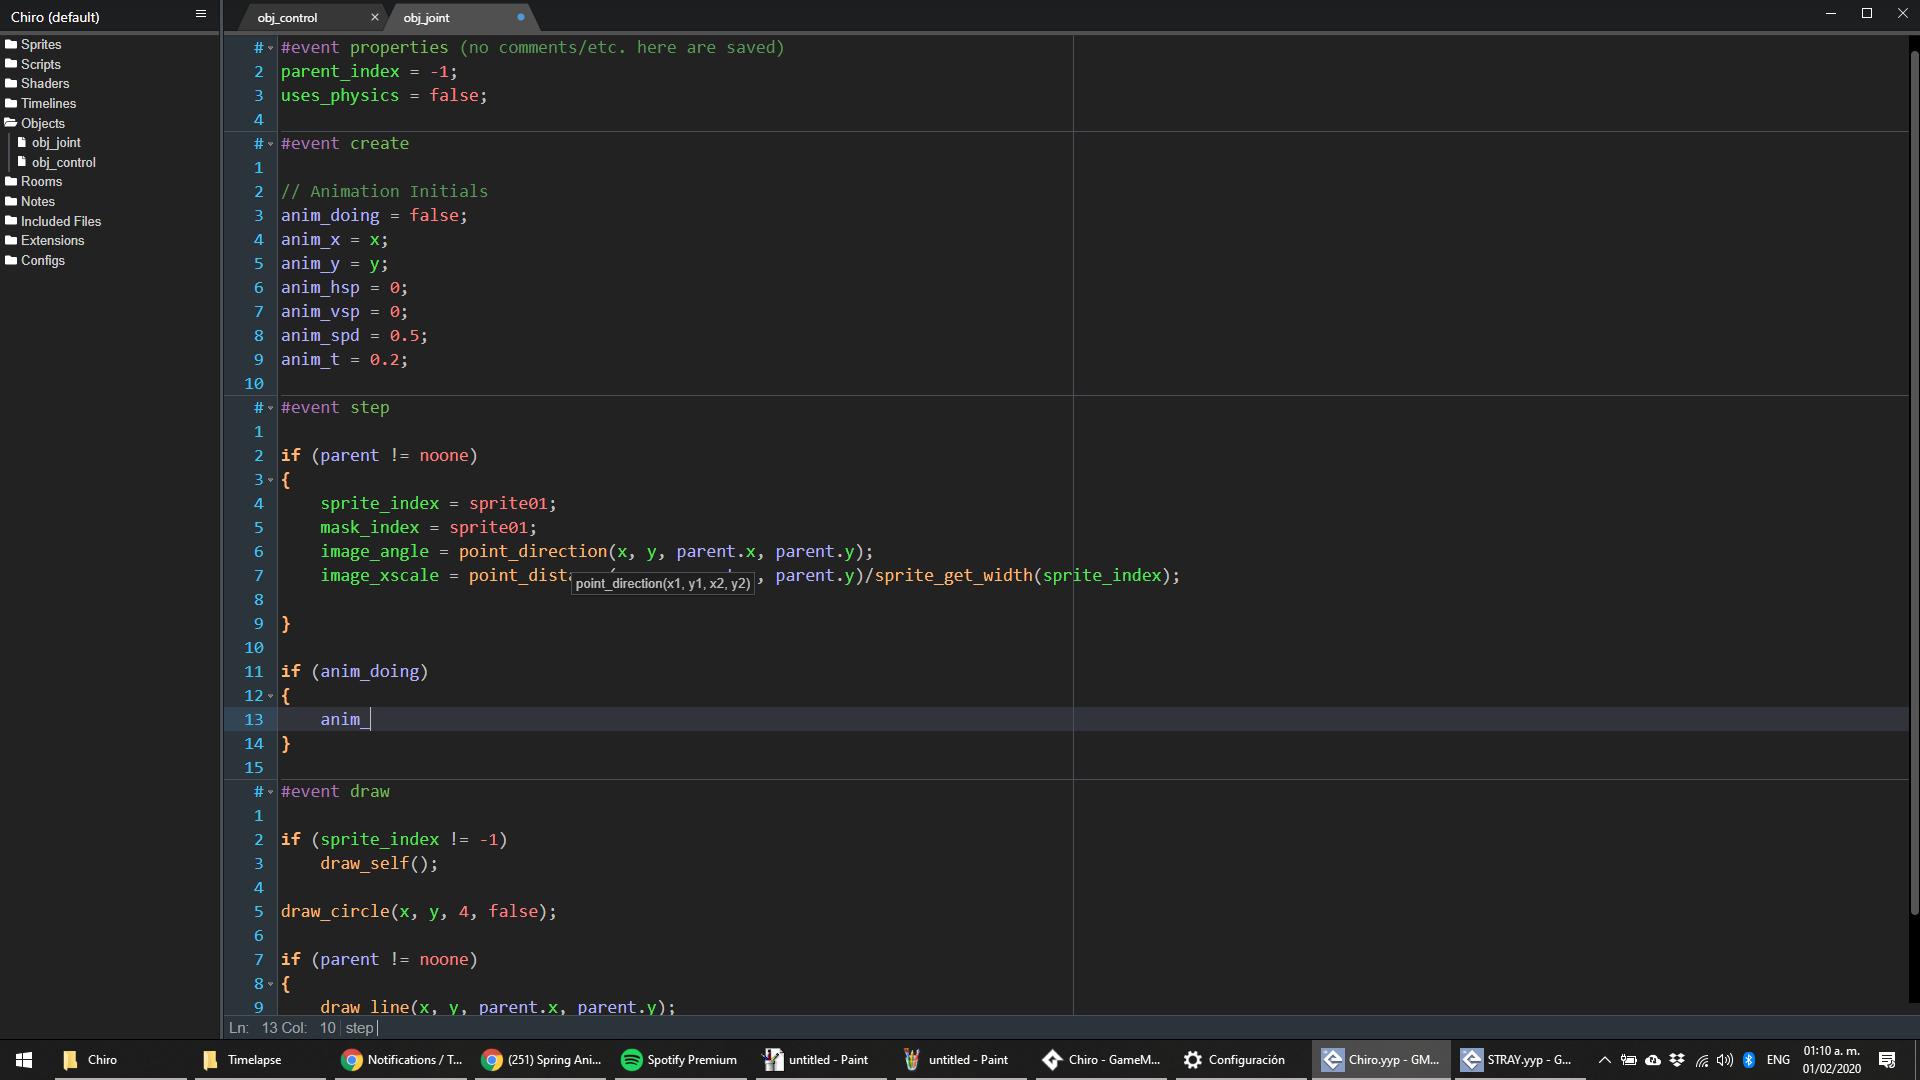 Chiro (default)
obj_control
obj_joint
Sprites
Scripts
Shaders
Timelines
Objects
obj_joint
obj_control
Rooms
Notes
Included Files
Extensions
Configs
# #event properties (no comments/etc. here are saved)
2 parent_index = -1;
3 uses_physics = false;
4
# #event create
1
2 // Animation Initials
3 anim_doing = false;
4 anim_x = x;
5 anim_y = y;
6 anim_hsp = 0;
7 anim_vsp = 0;
8 anim_spd = 0.5;
9 anim_t = 0.2;
10
# #event step
1
2 if (parent != noone)
3 {
4 sprite_index = sprite01;
5 mask_index = sprite01;
6 image_angle = point_direction(x, y, parent.x, parent.y);
7 image_xscale = point_dista , parent.y)/sprite_get_width(sprite_index);
point_direction(x1, y1, x2, y2)
8
9 }
10
11 if (anim_doing)
12 {
13 anim_
14 }
15
# #event draw
1
2 if (sprite_index != -1)
3 draw_self();
4
5 draw_circle(x, y, 4, false);
6
7 if (parent != noone)
8 {
9 draw_line(x, y, parent.x, parent.y);
Ln: 13 Col: 10 step
Chiro
Timelapse
Notifications / T...
(251) Spring Ani...
Spotify Premium
untitled - Paint
untitled - Paint
Chiro - GameM...
Configuración
Chiro.yyp - GM...
STRAY.yyp - G...
ENG
01:10 a. m.
01/02/2020